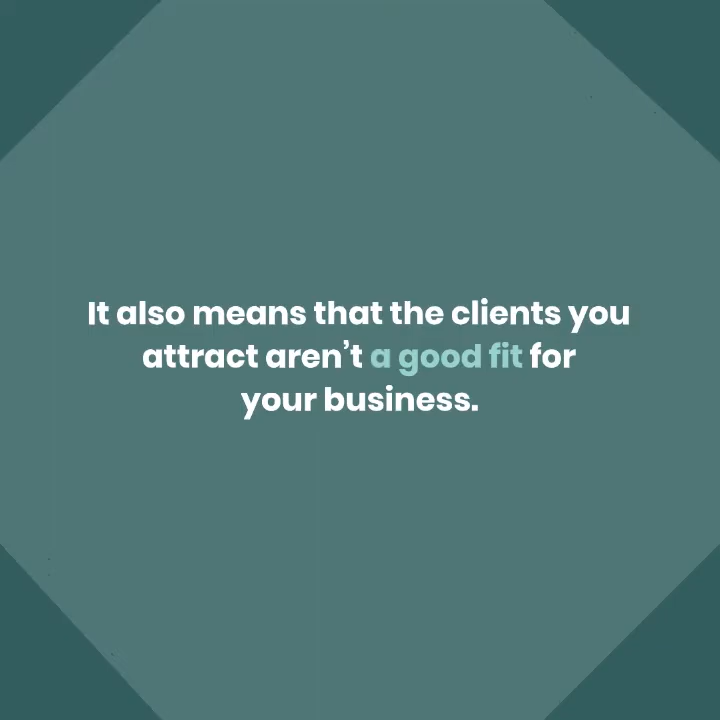 It also means that the clients you
attract aren’t a good fit for
your business.